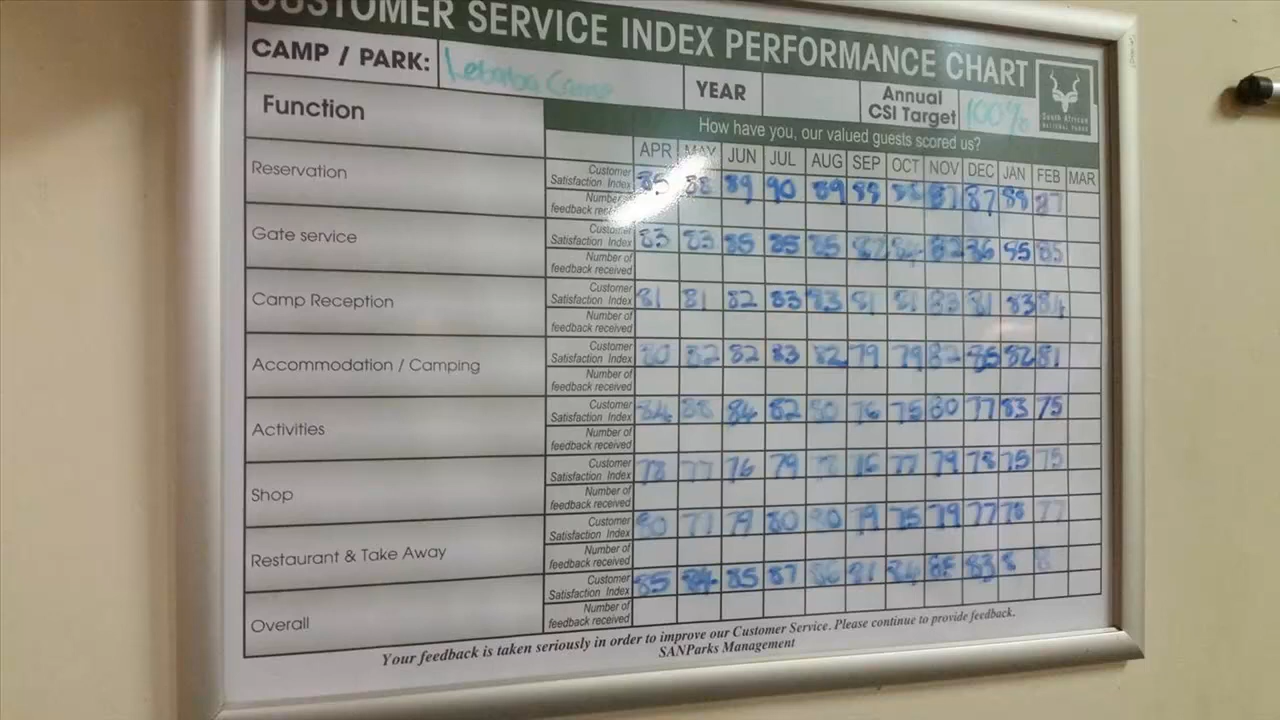 CUSTOMER SERVICE INDEX PERFORMANCE CHART
CAMP / PARK: YEAR Annual CSI Target 100%
South African
NATIONAL PARKS
Function
How have you, our valued guests scored us?
APR MAY JUN JUL AUG SEP OCT NOV DEC JAN FEB MAR
Reservation
Customer Satisfaction Index 85 88 89 90 89 88 87 87 88 87
Number feedback
Gate service
Customer Satisfaction Index 83 83 85 85 85 82 84 82 86 85 85
Number of feedback received
Camp Reception
Customer Satisfaction Index 81 81 82 83 83 81 81 83 81 83 84
Number of feedback received
Accommodation / Camping
Customer Satisfaction Index 80 82 82 83 82 79 79 82 85 82 81
Number of feedback received
Activities
Customer Satisfaction Index 84 88 84 82 80 76 75 80 77 83 75
Number of feedback received
Shop
Customer Satisfaction Index 78 77 76 79 76 77 79 78 75 75
Number of feedback received
Restaurant & Take Away
Customer Satisfaction Index 80 77 79 80 80 79 75 79 77 78 77
Number of feedback received
Overall
Customer Satisfaction Index 85 84 85 87 86 81 84 85 83 8 8
Number of feedback received
Your feedback is taken seriously in order to improve our Customer Service. Please continue to provide feedback.
SANParks Management